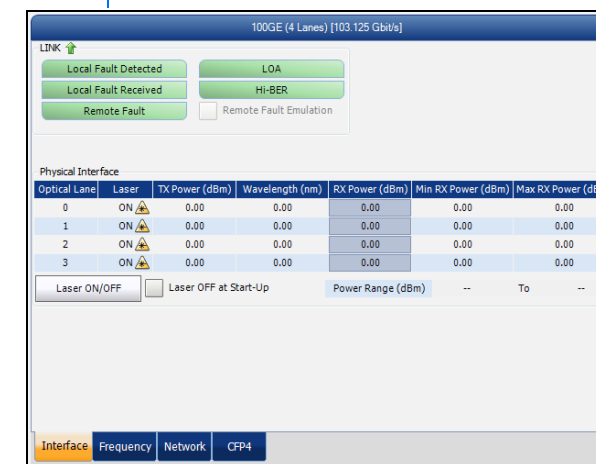 100GE (4 Lanes) [103.125 Gbit/s]
LINK
Local Fault Detected LOA
Local Fault Received Hi-BER
Remote Fault Remote Fault Emulation
Physical Interface
Optical Lane Laser TX Power (dBm) Wavelength (nm) RX Power (dBm) Min RX Power (dBm) Max RX Power (dB
0 ON 0.00 0.00 0.00 0.00 0.00
1 ON 0.00 0.00 0.00 0.00 0.00
2 ON 0.00 0.00 0.00 0.00 0.00
3 ON 0.00 0.00 0.00 0.00 0.00
Laser ON/OFF Laser OFF at Start-Up Power Range (dBm) -- To --
Interface Frequency Network CFP4